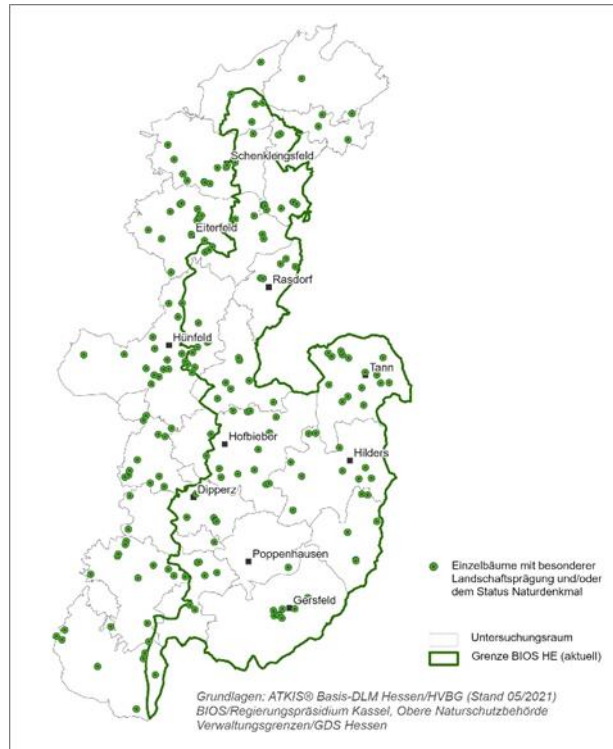 Schenklengsfeld
Eiterfeld
Rasdorf
Hünfeld
Tann
Hofbieber
Hilders
Dipperz
Poppenhausen
Gersfeld
Einzelbäume mit besonderer
Landschaftsprägung und/oder
dem Status Naturdenkmal
Untersuchungsraum
Grenze BIOS HE (aktuell)
Grundlagen: ATKIS® Basis-DLM Hessen/HVBG (Stand 05/2021)
BIOS/Regierungspräsidium Kassel, Obere Naturschutzbehörde
Verwaltungsgrenzen/GDS Hessen